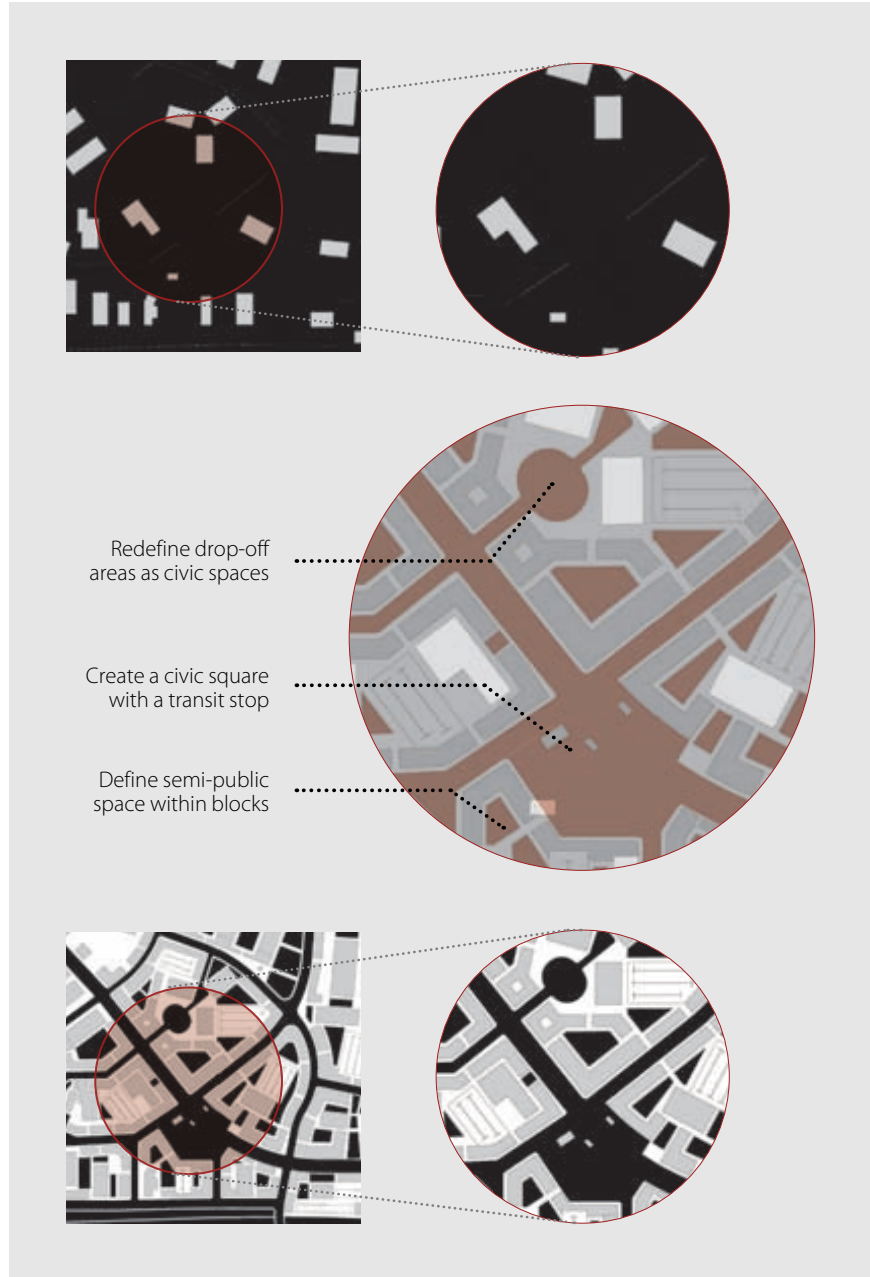 Redefine drop-off
areas as civic spaces
Create a civic square
with a transit stop
Define semi-public
space within blocks